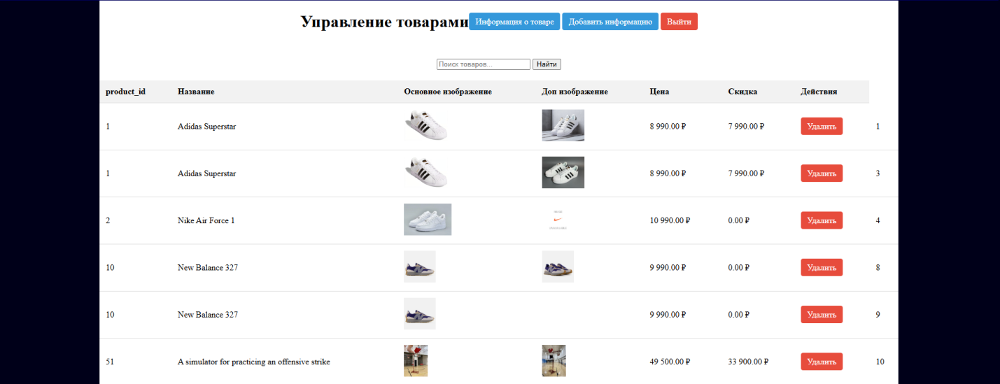 Управление товарами Информация о товаре Добавить информацию Выйти
Поиск товаров... Найти
product_id Название Основное изображение Доп изображение Цена Скидка Действия
1 Adidas Superstar 8 990.00 ₽ 7 990.00 ₽ Удалить 1
1 Adidas Superstar 8 990.00 ₽ 7 990.00 ₽ Удалить 3
2 Nike Air Force 1 10 990.00 ₽ 0.00 ₽ Удалить 4
10 New Balance 327 9 990.00 ₽ 0.00 ₽ Удалить 8
10 New Balance 327 9 990.00 ₽ 0.00 ₽ Удалить 9
51 A simulator for practicing an offensive strike 49 500.00 ₽ 33 900.00 ₽ Удалить 10